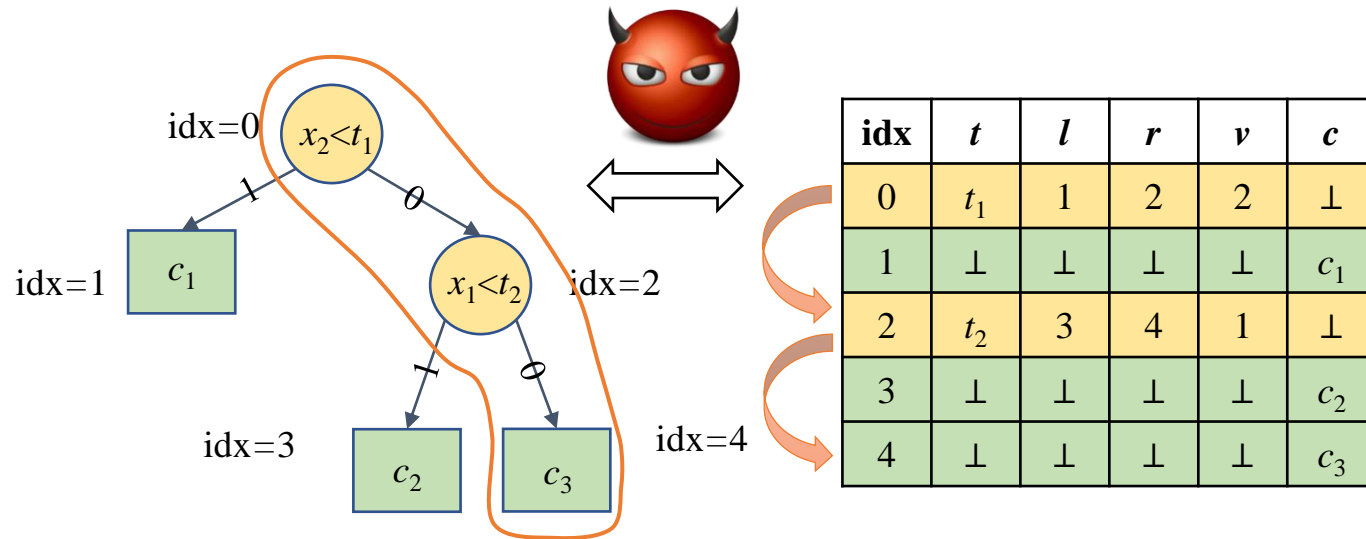 idx=0
x₂<t₁
1
0
idx=1
c₁
x₁<t₂
idx=2
1
0
idx=3
c₂
c₃
idx=4
idx t l r v c
0 t₁ 1 2 2 ⊥
1 ⊥ ⊥ ⊥ ⊥ c₁
2 t₂ 3 4 1 ⊥
3 ⊥ ⊥ ⊥ ⊥ c₂
4 ⊥ ⊥ ⊥ ⊥ c₃